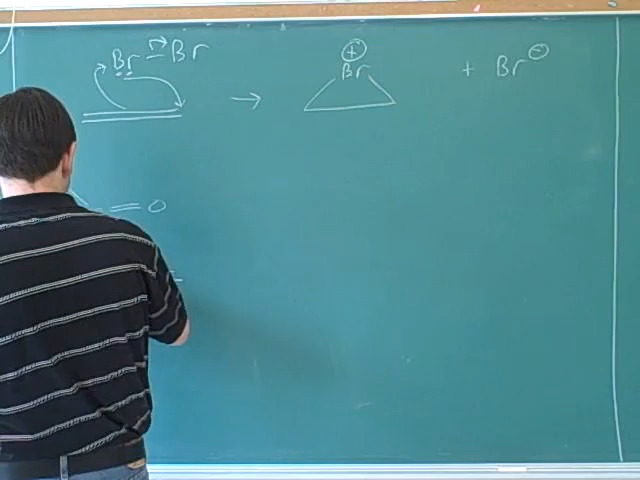 Br – Br → Br ⊕ + Br ⊖
= O